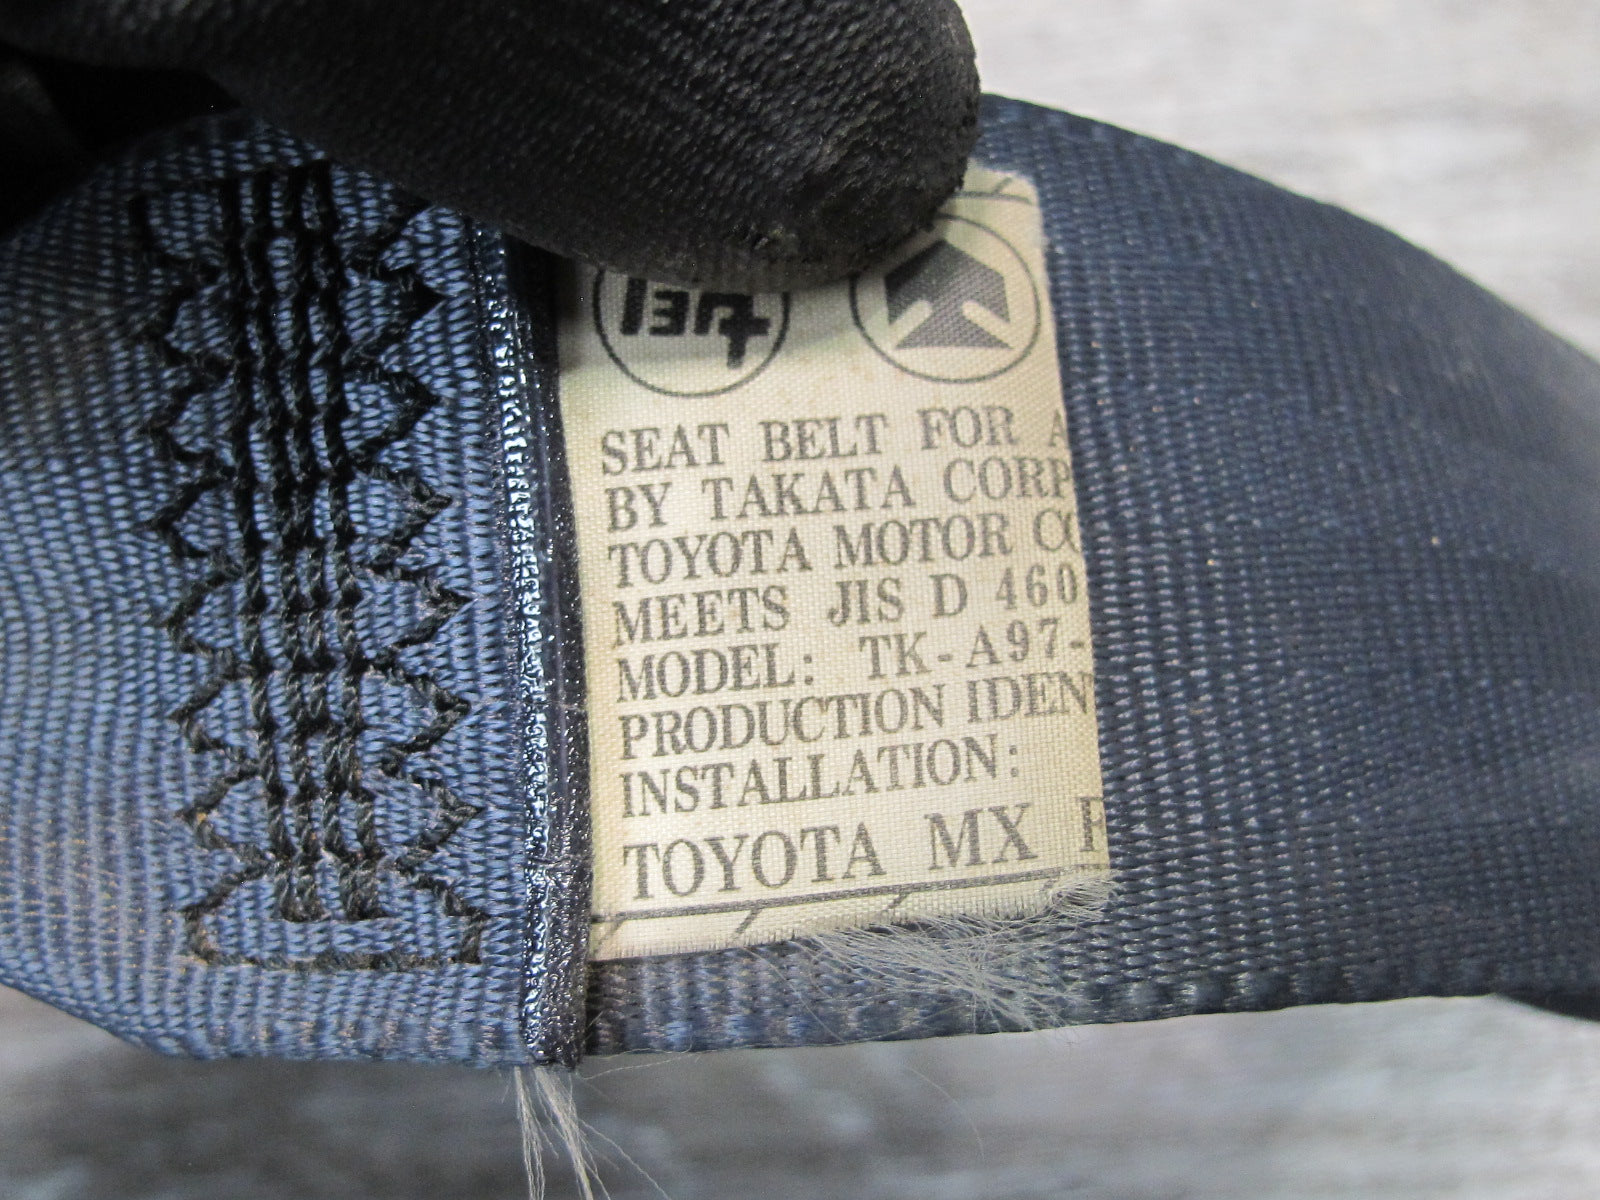 SEAT BELT FOR A
BY TAKATA CORP
TOYOTA MOTOR CO
MEETS JIS D 460
MODEL: TK-A97-
PRODUCTION IDEN
INSTALLATION:
TOYOTA MX